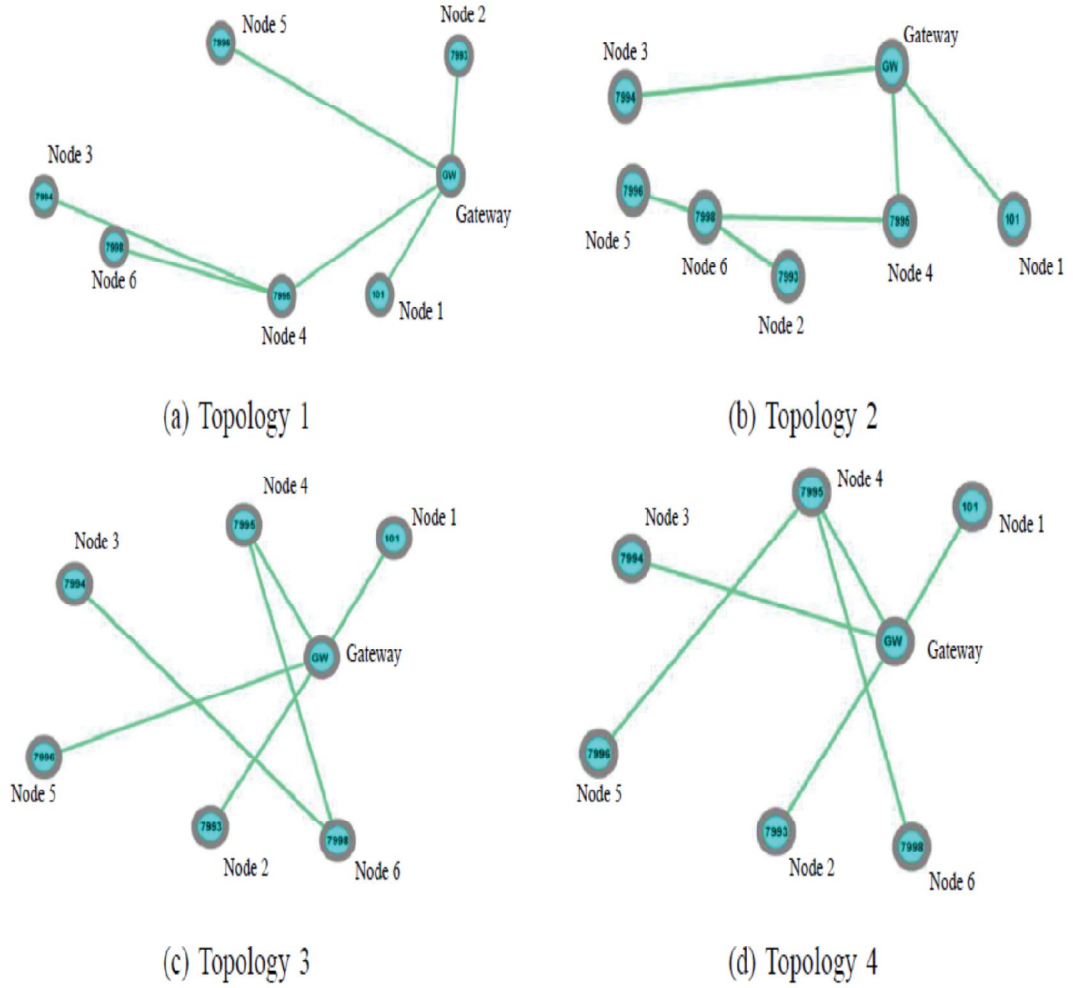 Node 5
Node 2
7996
7993
Node 3
7994
GW
Gateway
7998
Node 6
7995
101
Node 1
Node 4
(a) Topology 1
Gateway
Node 3
GW
7994
7996
7998
7995
101
Node 5
Node 6
Node 4
Node 1
7993
Node 2
(b) Topology 2
Node 4
Node 1
7995
101
Node 3
7994
GW
Gateway
7996
Node 5
7993
7998
Node 2
Node 6
(c) Topology 3
Node 4
7995
Node 1
101
Node 3
7994
GW
Gateway
7996
Node 5
7993
7998
Node 2
Node 6
(d) Topology 4